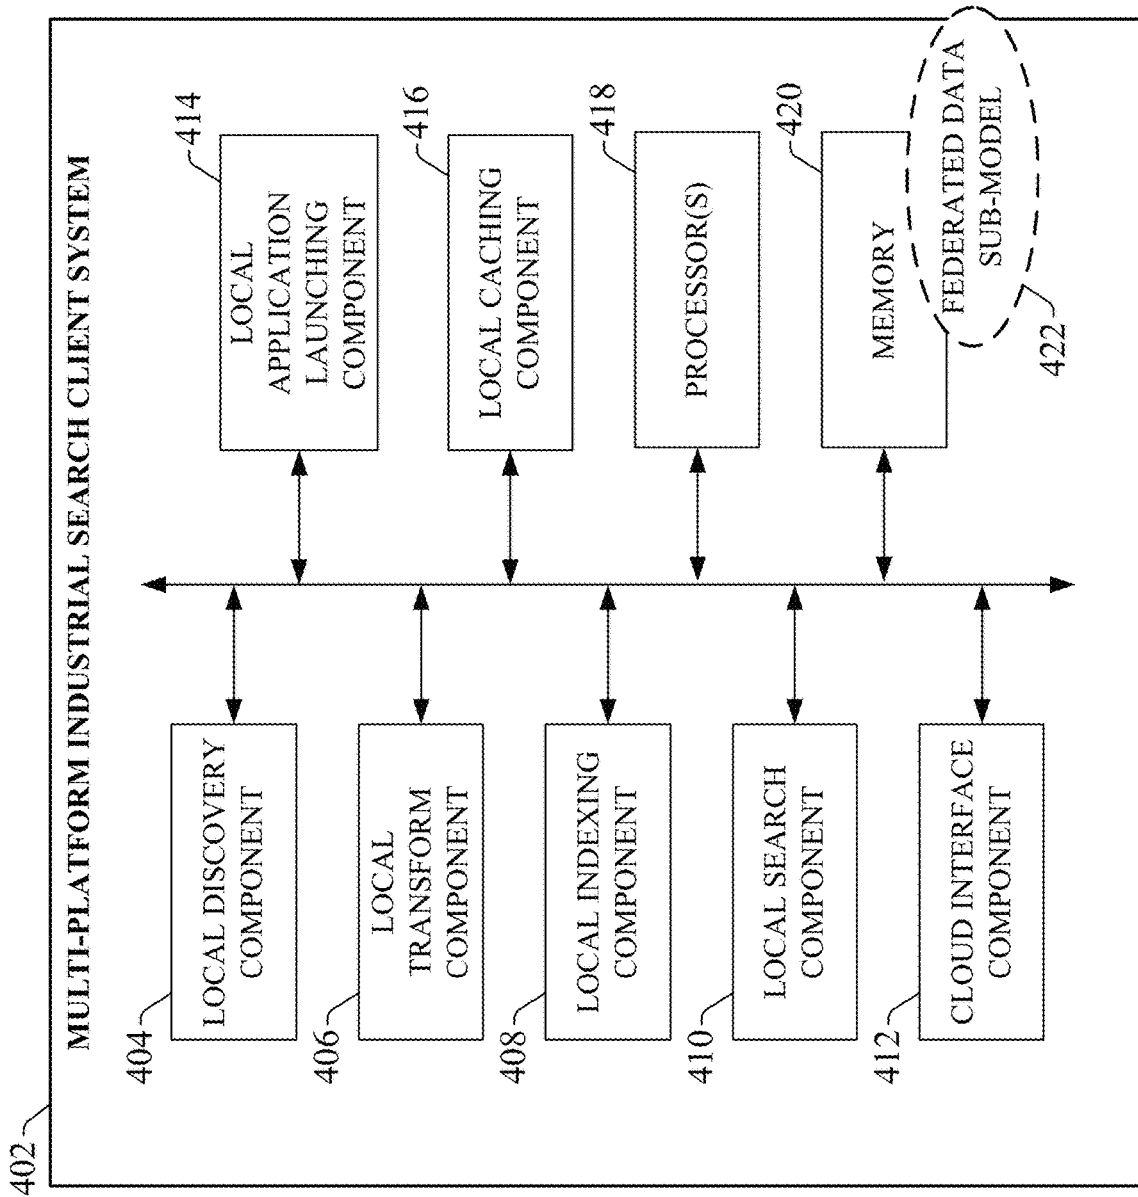 402
MULTI-PLATFORM INDUSTRIAL SEARCH CLIENT SYSTEM
404
LOCAL DISCOVERY
COMPONENT
406
LOCAL
TRANSFORM
COMPONENT
408
LOCAL INDEXING
COMPONENT
410
LOCAL SEARCH
COMPONENT
412
CLOUD INTERFACE
COMPONENT
414
LOCAL
APPLICATION
LAUNCHING
COMPONENT
416
LOCAL CACHING
COMPONENT
418
PROCESSOR(S)
420
MEMORY
FEDERATED DATA
SUB-MODEL
422